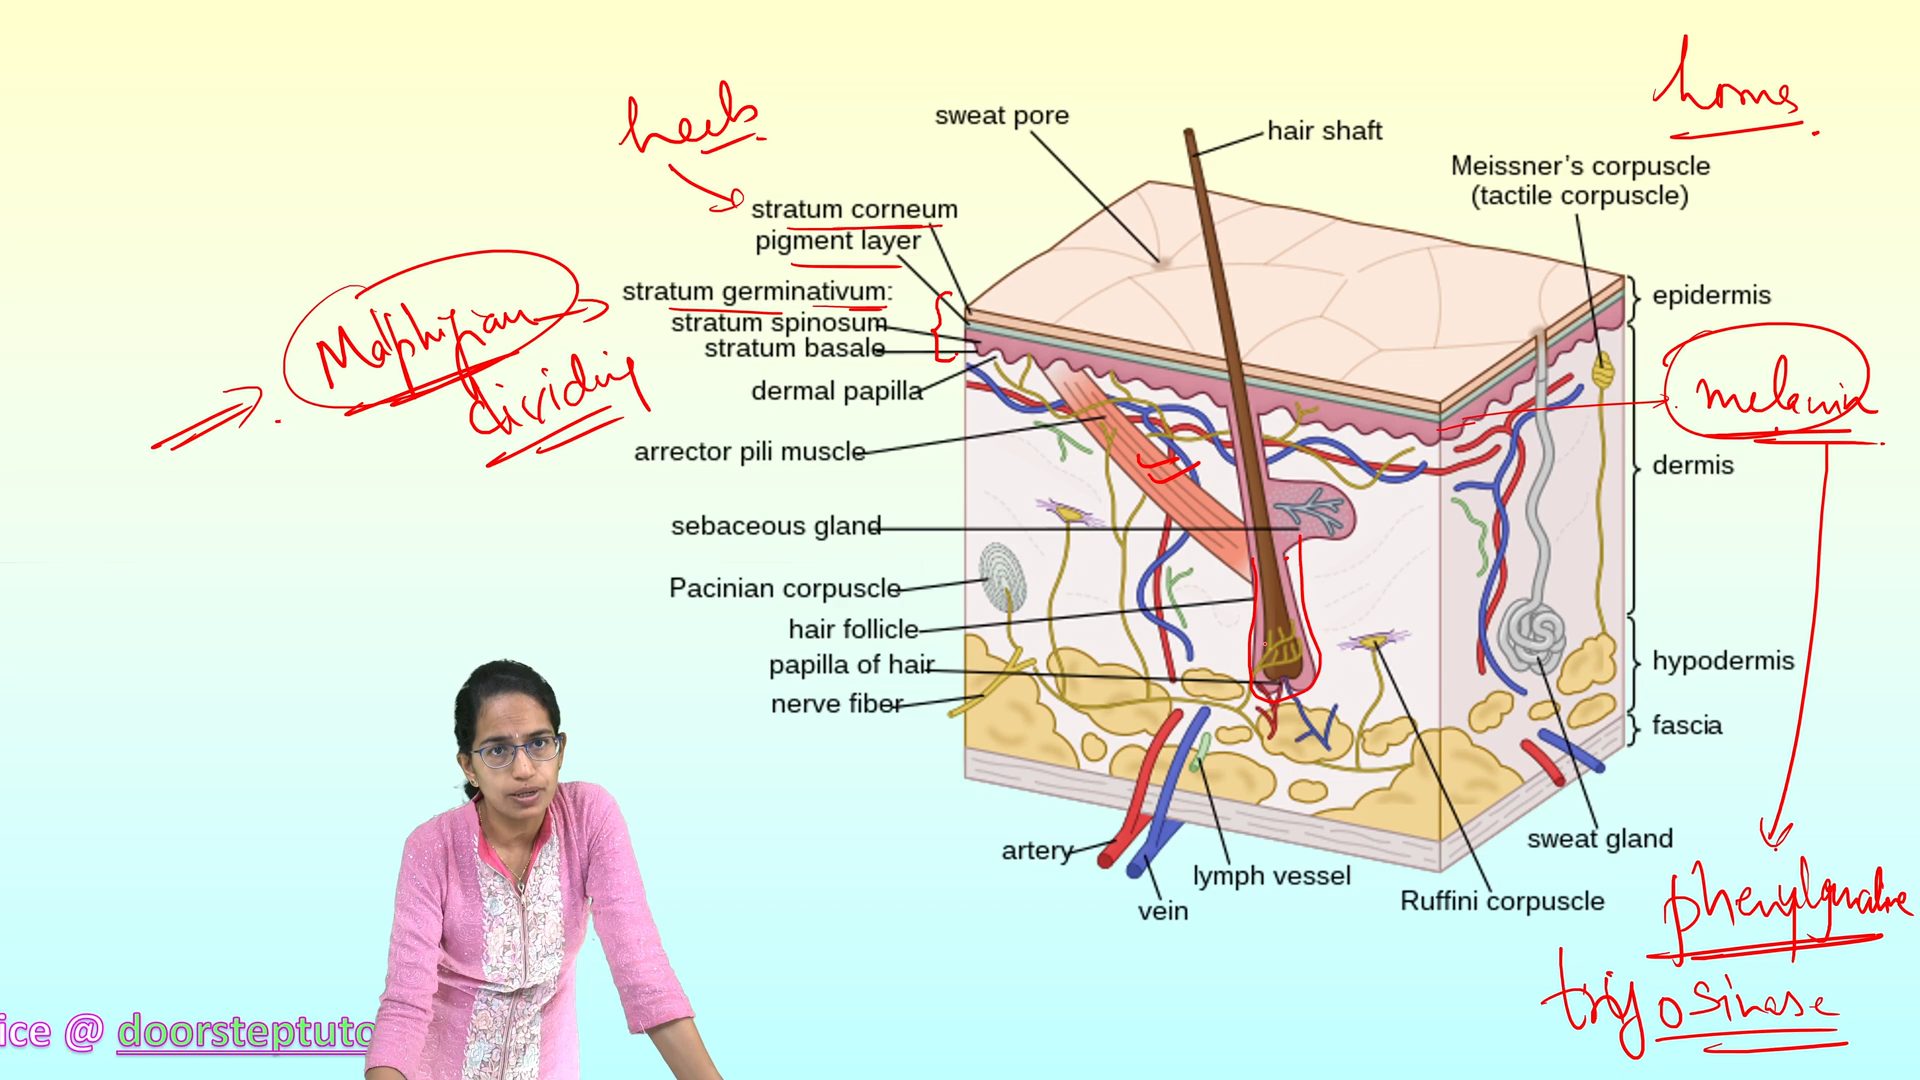 heels
horns
sweat pore
hair shaft
Meissner's corpuscle
(tactile corpuscle)
stratum corneum
pigment layer
stratum germinativum:
stratum spinosum
stratum basale
dermal papilla
arrector pili muscle
sebaceous gland
Pacinian corpuscle
hair follicle
papilla of hair
nerve fiber
Malphigian
dividing
epidermis
melanin
dermis
hypodermis
fascia
sweat gland
artery
lymph vessel
vein
Ruffini corpuscle
ice @ doorsteptuto